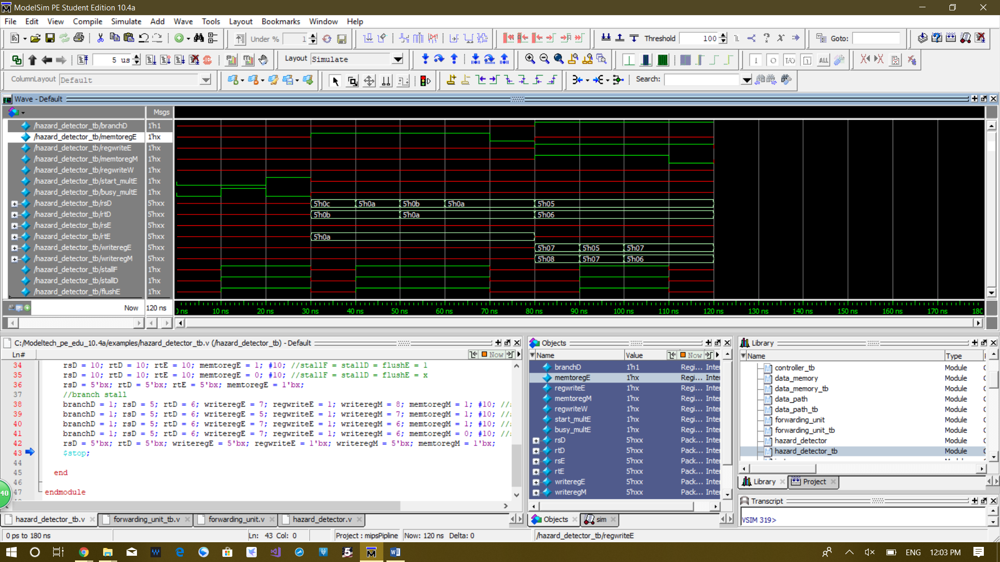 ModelSim PE Student Edition 10.4a
File Edit View Compile Simulate Add Wave Tools Layout Bookmarks Window Help
Under % 1 Threshold 100 Goto:
5 us Layout Simulate ALL
ColumnLayout Default Search:
Wave - Default
Msgs
/hazard_detector_tb/branchD 1'h1
/hazard_detector_tb/memtoregE 1'hx
/hazard_detector_tb/regwriteE 1'hx
/hazard_detector_tb/memtoregM 1'hx
/hazard_detector_tb/regwriteW 1'hx
/hazard_detector_tb/start_multE 1'hx
/hazard_detector_tb/busy_multE 1'hx
/hazard_detector_tb/rsD 5'hxx 5'h0c 5'h0a 5'h0b 5'h0a 5'h05
/hazard_detector_tb/rtD 5'hxx 5'h0b 5'h0a 5'h06
/hazard_detector_tb/rsE 5'hxx
/hazard_detector_tb/rtE 5'hxx 5'h0a
/hazard_detector_tb/writeregE 5'hxx 5'h07 5'h05 5'h07
/hazard_detector_tb/writeregM 5'hxx 5'h08 5'h07 5'h06
/hazard_detector_tb/stallF 1'hx
/hazard_detector_tb/stallD 1'hx
/hazard_detector_tb/flushE 1'hx
Now 120 ns
ns 10 ns 20 ns 30 ns 40 ns 50 ns 60 ns 70 ns 80 ns 90 ns 100 ns 110 ns 120 ns 130 ns 140 ns 150 ns 160 ns 170 ns 180
C:/Modeltech_pe_edu_10.4a/examples/hazard_detector_tb.v (/hazard_detector_tb) - Default
Ln# Now
34 rsD = 10; rtD = 10; rtE = 10; memtoregE = 1; #10; //stallF = stallD = flushE = 1
35 rsD = 10; rtD = 10; rtE = 10; memtoregE = 0; #10; //stallF = stallD = flushE = x
36 rsD = 5'bx; rtD = 5'bx; rtE = 5'bx; memtoregE = 1'bx;
37 //branch stall
38 branchD = 1; rsD = 5; rtD = 6; writeregE = 7; regwriteE = 1; writeregM = 8; memtoregM = 1; #10; //
39 branchD = 1; rsD = 5; rtD = 6; writeregE = 5; regwriteE = 1; writeregM = 7; memtoregM = 1; #10; //
40 branchD = 1; rsD = 5; rtD = 6; writeregE = 7; regwriteE = 1; writeregM = 6; memtoregM = 1; #10; //
41 branchD = 1; rsD = 5; rtD = 6; writeregE = 7; regwriteE = 1; writeregM = 6; memtoregM = 0; #10; //
42 rsD = 5'bx; rtD = 5'bx; writeregE = 5'bx; regwriteE = 1'bx; writeregM = 5'bx; memtoregM = 1'bx;
43 $stop;
44
45 end
46
47 endmodule
40
hazard_detector_tb.v forwarding_unit_tb.v forwarding_unit.v hazard_detector.v
Objects
Name Value Now
branchD 1'h1 Regi... Inte
memtoregE 1'hx Regi... Inte
regwriteE 1'hx Regi... Inte
memtoregM 1'hx Regi... Inte
regwriteW 1'hx Regi... Inte
start_multE 1'hx Regi... Inte
busy_multE 1'hx Regi... Inte
rsD 5'hxx Pack... Inte
rtD 5'hxx Pack... Inte
rsE 5'hxx Pack... Inte
rtE 5'hxx Pack... Inte
writeregE 5'hxx Pack... Inte
writeregM 5'hxx Pack... Inte
Objects sim
Library
Name Type
controller_tb Module
data_memory Module
data_memory_tb Module
data_path Module
data_path_tb Module
forwarding_unit Module
forwarding_unit_tb Module
hazard_detector Module
hazard_detector_tb Module
Library Project
Transcript
VSIM 319>
0 ps to 180 ns Ln: 43 Col: 0 Project : mipsPipline Now: 120 ns Delta: 0 /hazard_detector_tb/regwriteE
ENG 12:03 PM